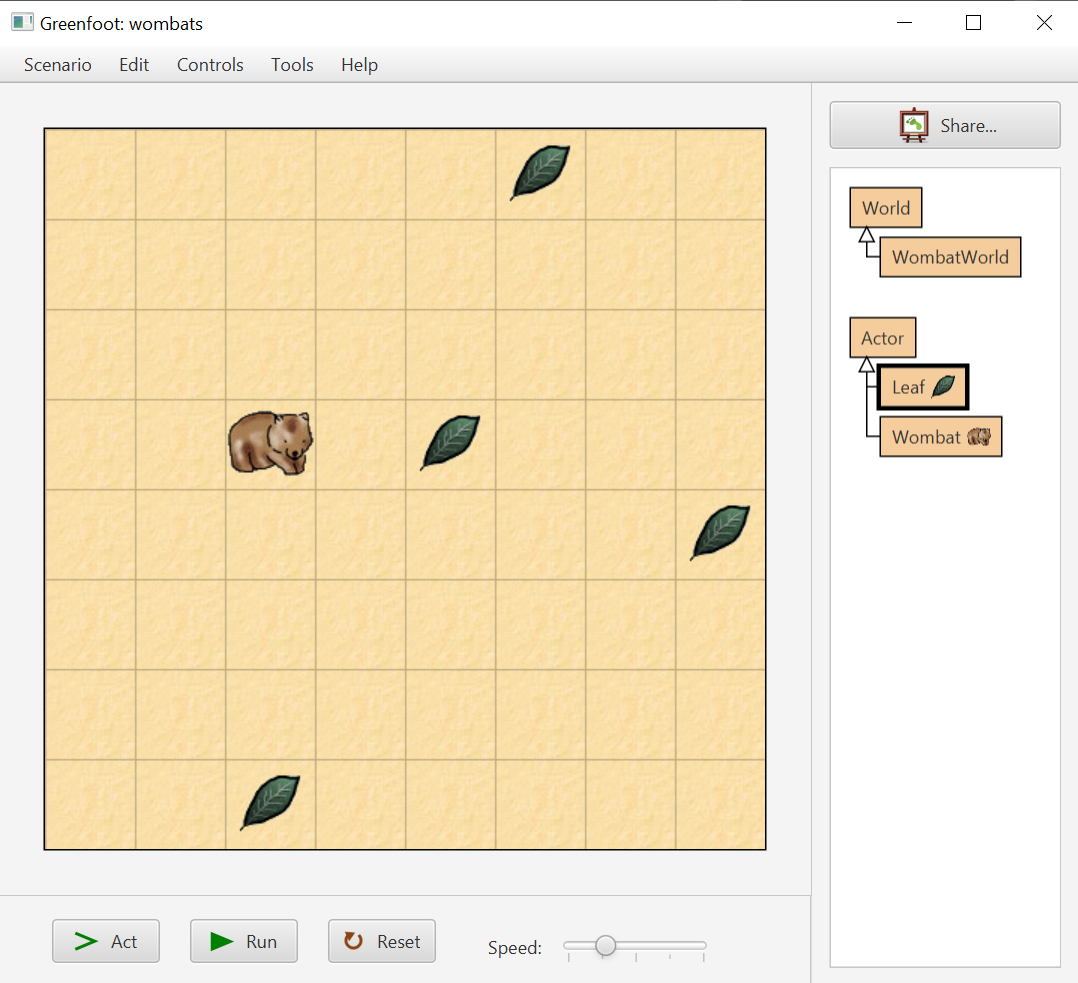 Greenfoot: wombats
Scenario Edit Controls Tools Help
Share...
World
WombatWorld
Actor
Leaf
Wombat
Act Run Reset Speed: